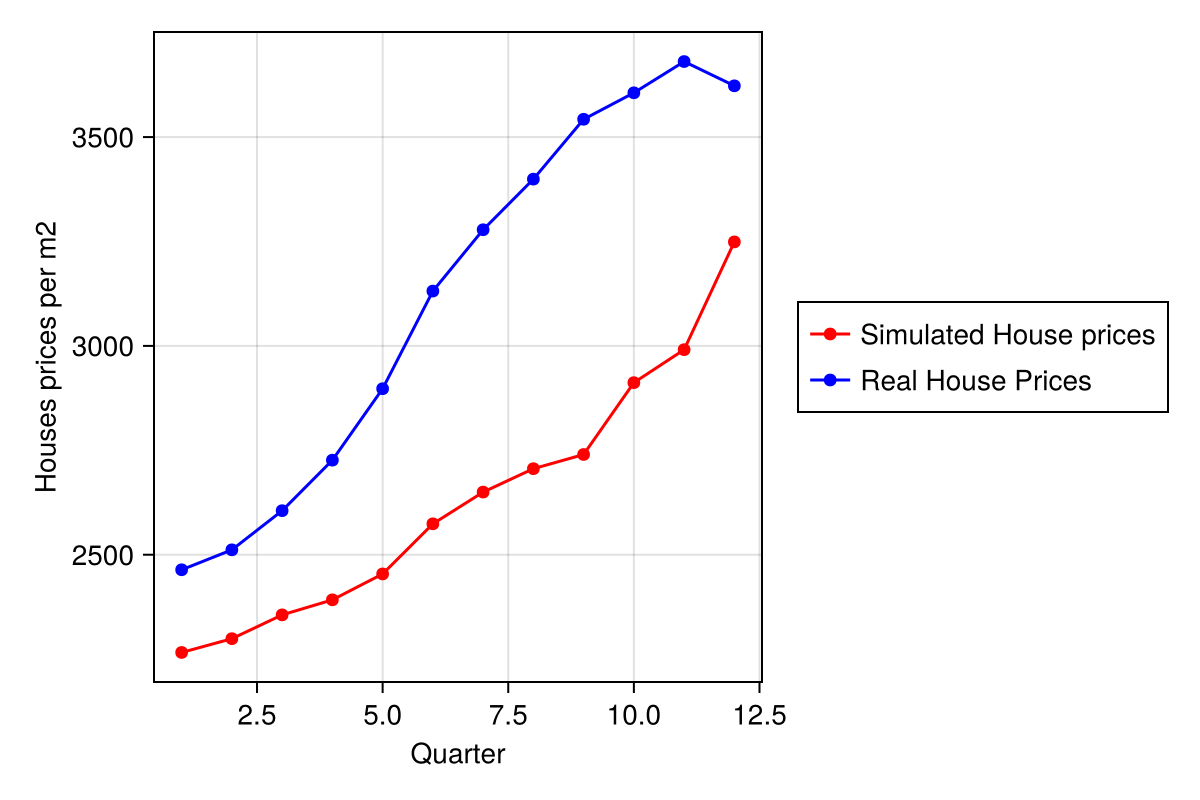 3500
3000
2500
Houses prices per m2
2.5 5.0 7.5 10.0 12.5
Quarter
Simulated House prices
Real House Prices